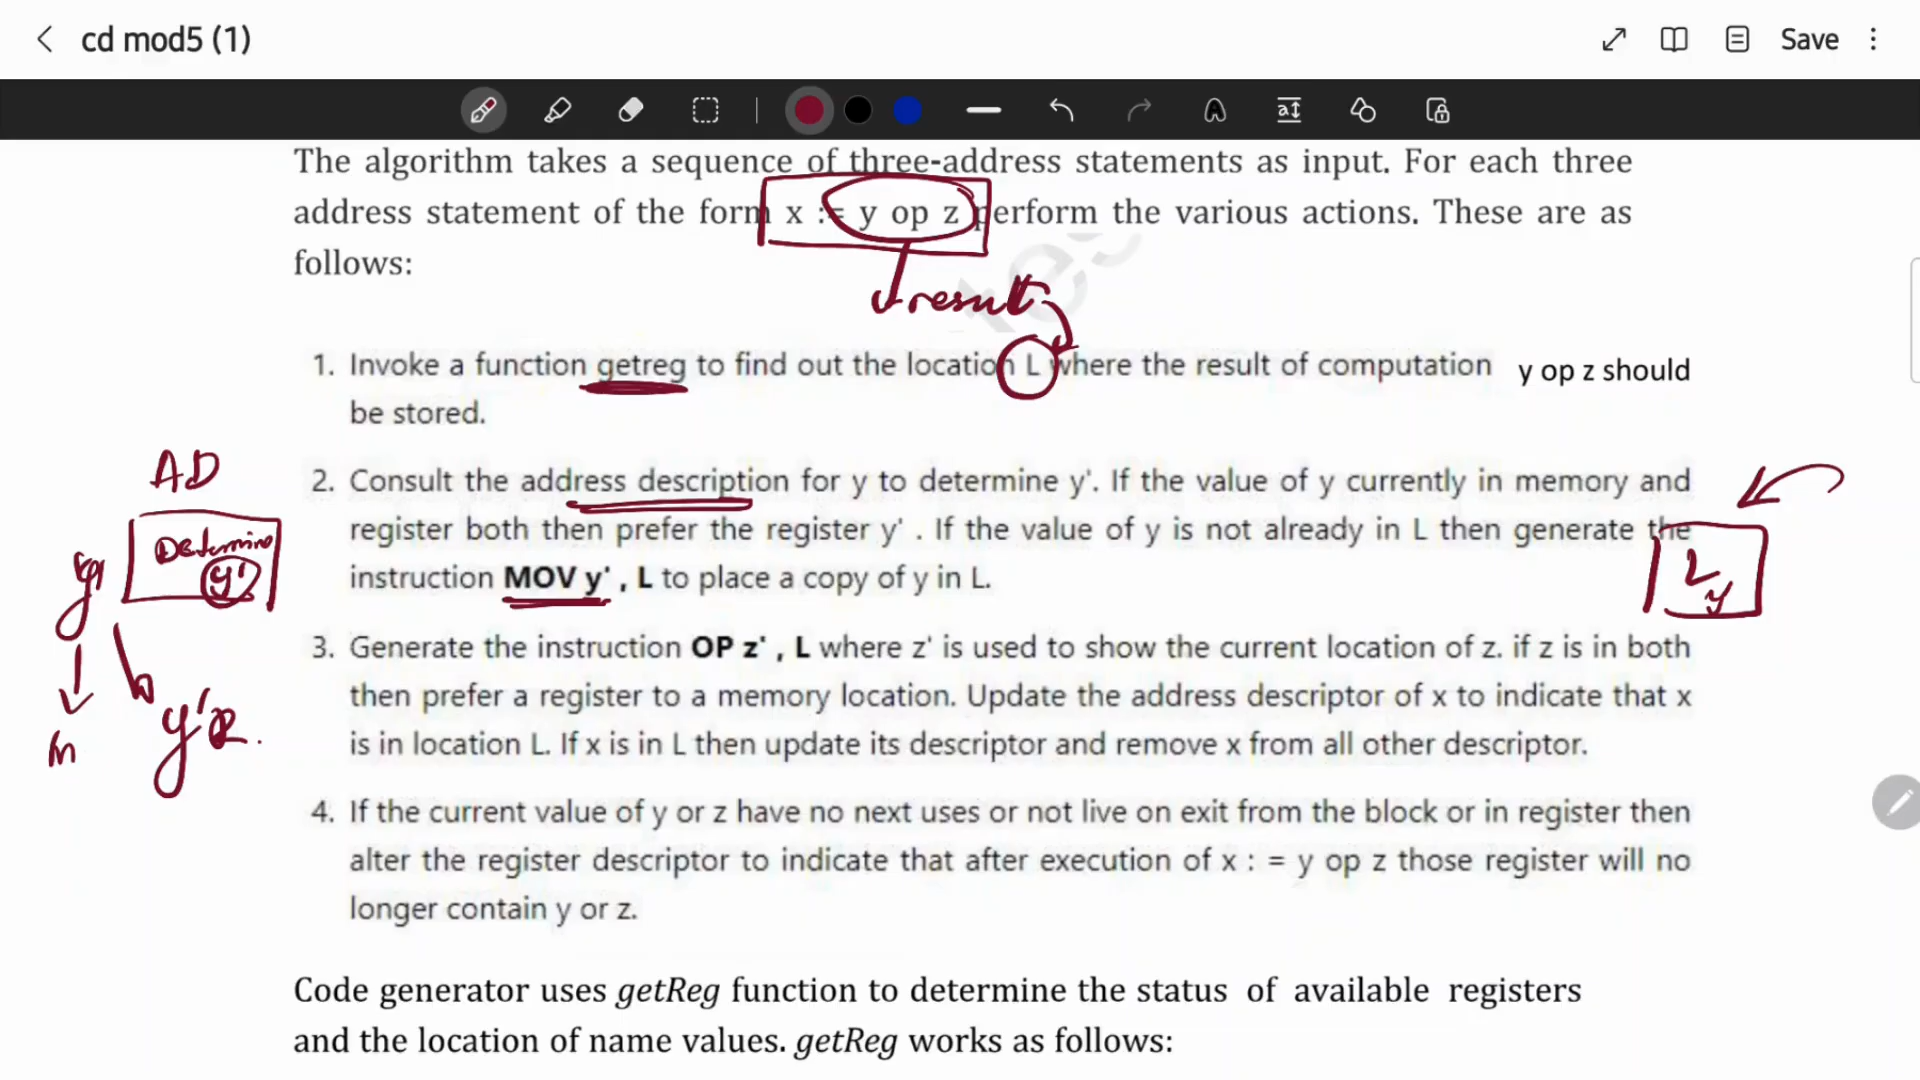 cd mod5 (1)
Save
The algorithm takes a sequence of three-address statements as input. For each three
address statement of the form x := y op z perform the various actions. These are as
follows:
result
1. Invoke a function getreg to find out the location L where the result of computation y op z should
be stored.
AD
2. Consult the address description for y to determine y'. If the value of y currently in memory and
register both then prefer the register y' . If the value of y is not already in L then generate the
instruction MOV y' , L to place a copy of y in L.
Determine
y'
y
L
y
3. Generate the instruction OP z' , L where z' is used to show the current location of z. if z is in both
then prefer a register to a memory location. Update the address descriptor of x to indicate that x
is in location L. If x is in L then update its descriptor and remove x from all other descriptor.
m
y'
4. If the current value of y or z have no next uses or not live on exit from the block or in register then
alter the register descriptor to indicate that after execution of x : = y op z those register will no
longer contain y or z.
Code generator uses getReg function to determine the status of available registers
and the location of name values. getReg works as follows: